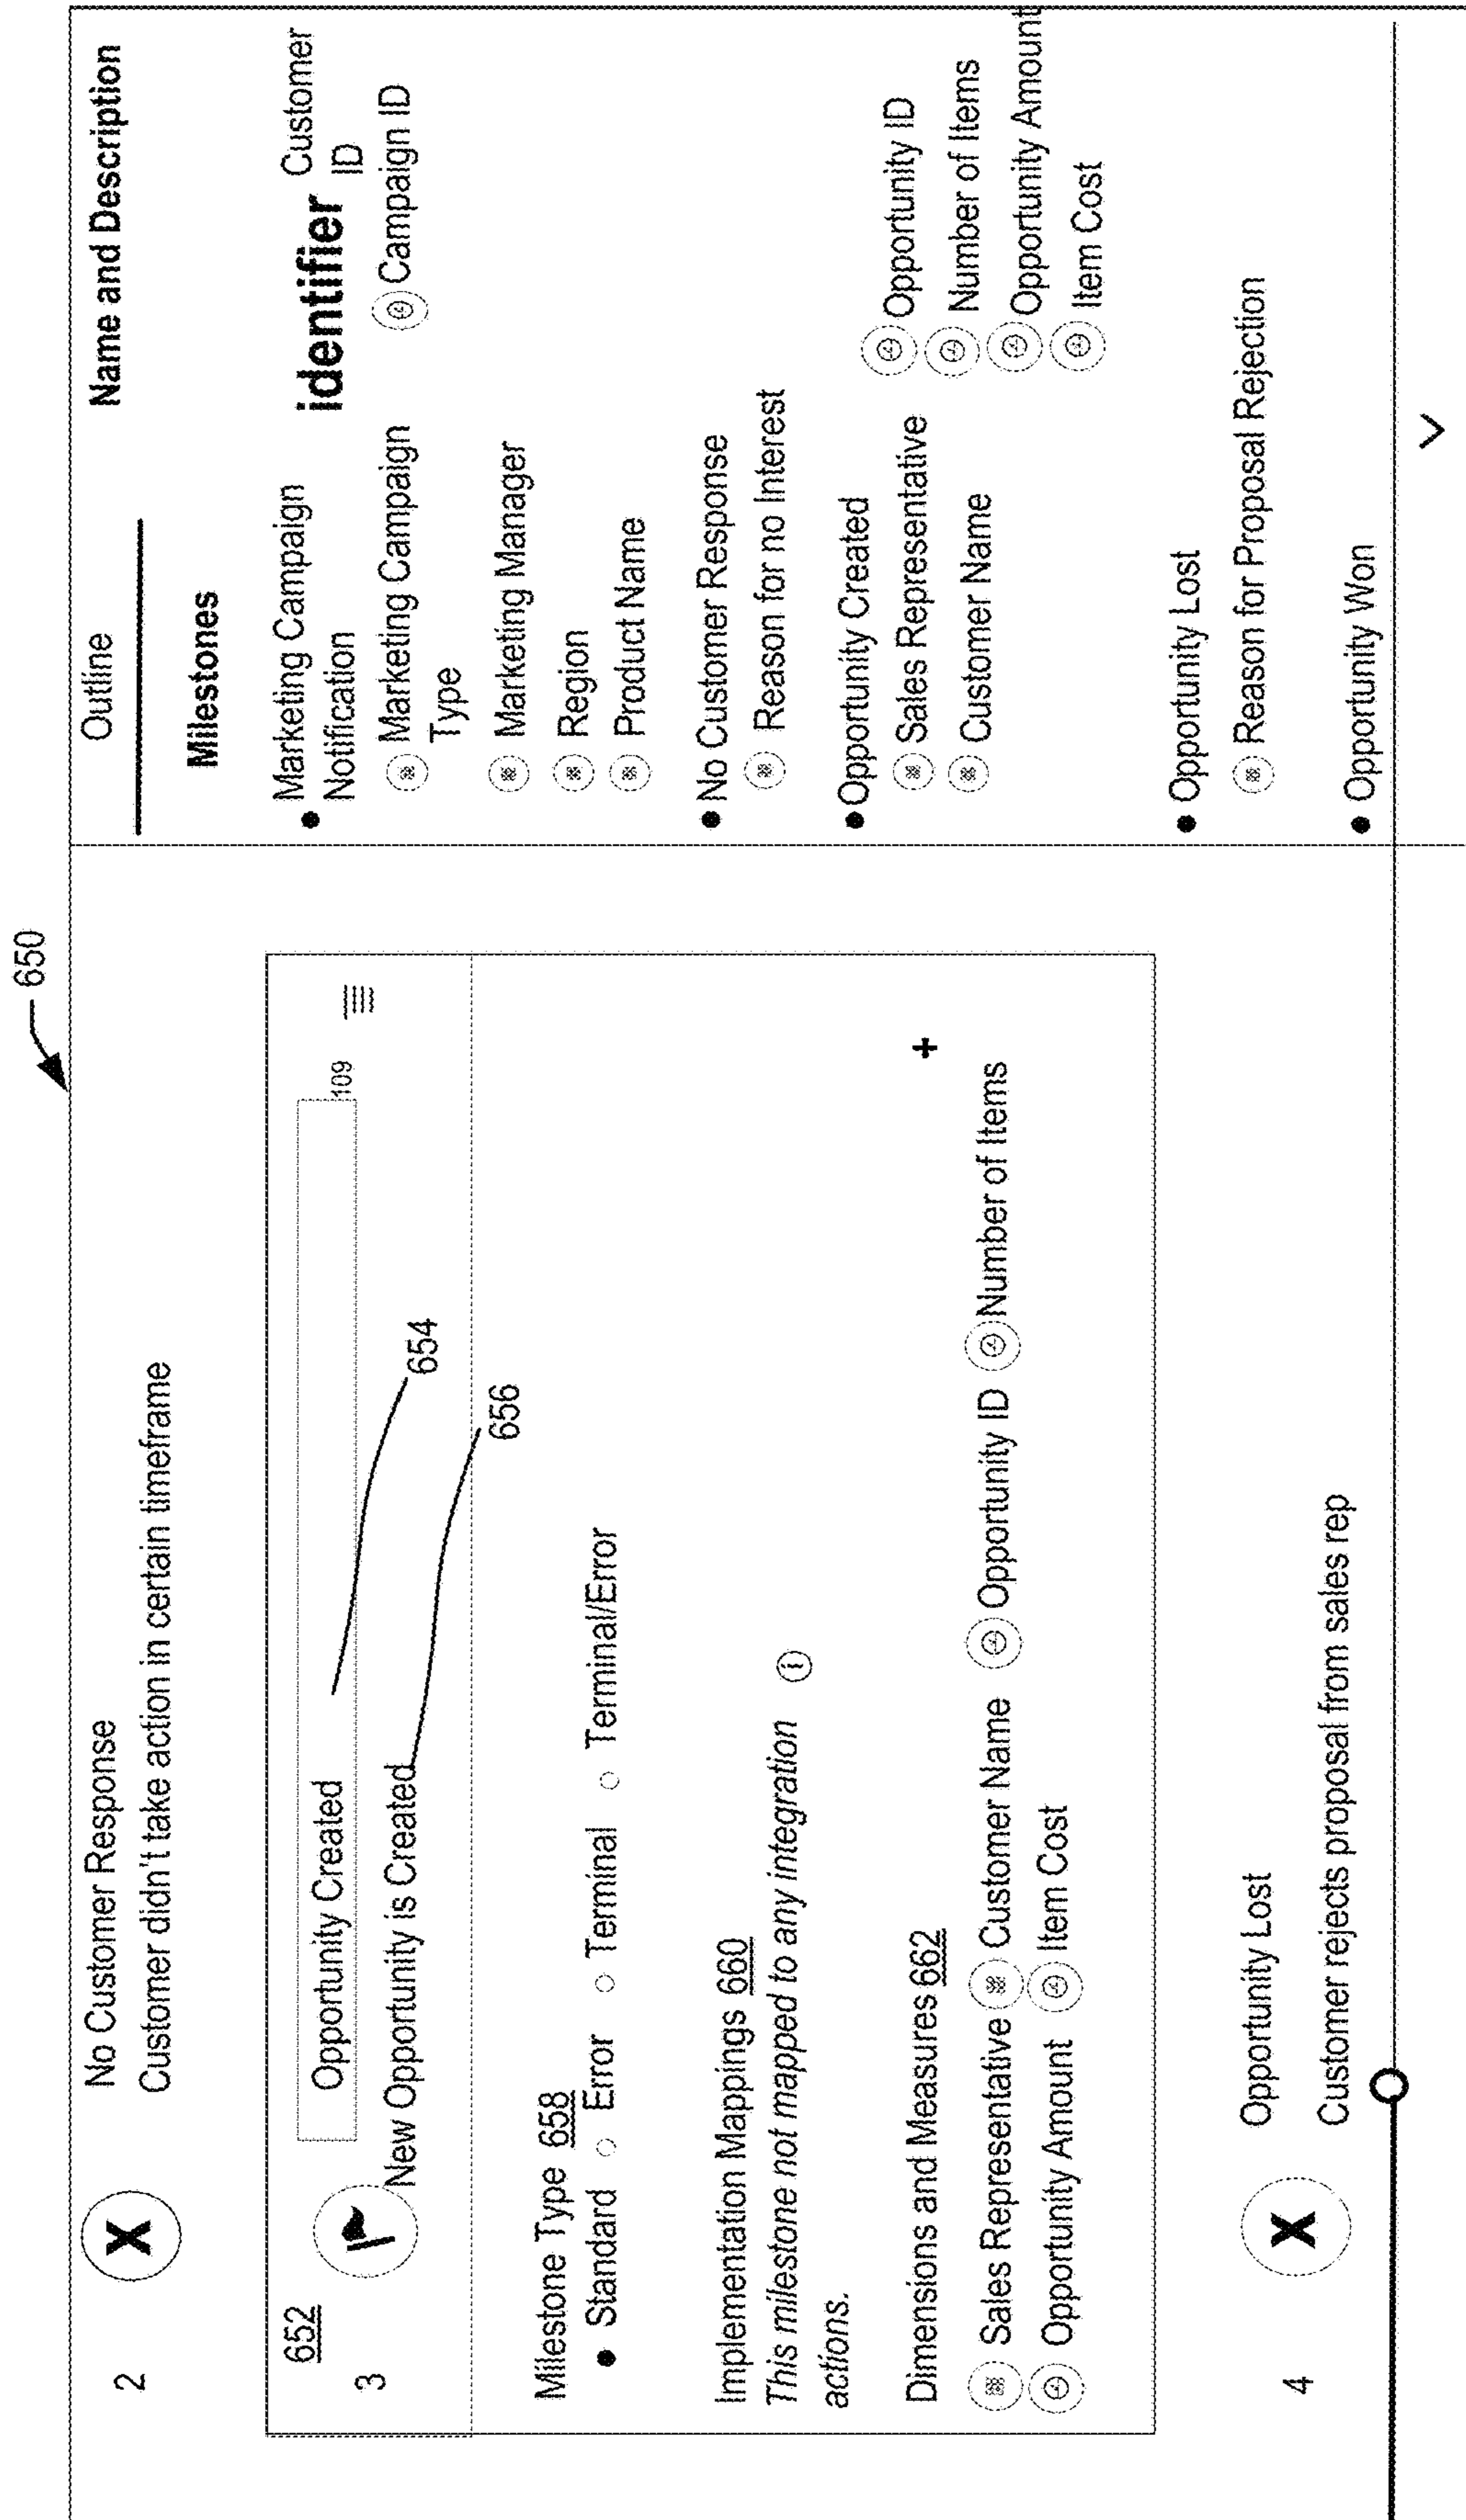 650
2
No Customer Response
Customer didn't take action in certain timeframe
652
3
Opportunity Created
109
New Opportunity is Created
654
656
Milestone Type 658
Standard Error Terminal Terminal/Error
Implementation Mappings 660
This milestone not mapped to any integration
actions.
Dimensions and Measures 662
+
Sales Representative Customer Name Opportunity ID Number of Items
Opportunity Amount Item Cost
4
Opportunity Lost
Customer rejects proposal from sales rep
Outline
Name and Description
Milestones
• Marketing Campaign
Notification
identifier
Customer
ID
Marketing Campaign
Type
Campaign ID
Marketing Manager
Region
Product Name
• No Customer Response
Reason for no Interest
• Opportunity Created
Sales Representative
Customer Name
Opportunity ID
Number of Items
Opportunity Amount
Item Cost
• Opportunity Lost
Reason for Proposal Rejection
• Opportunity Won